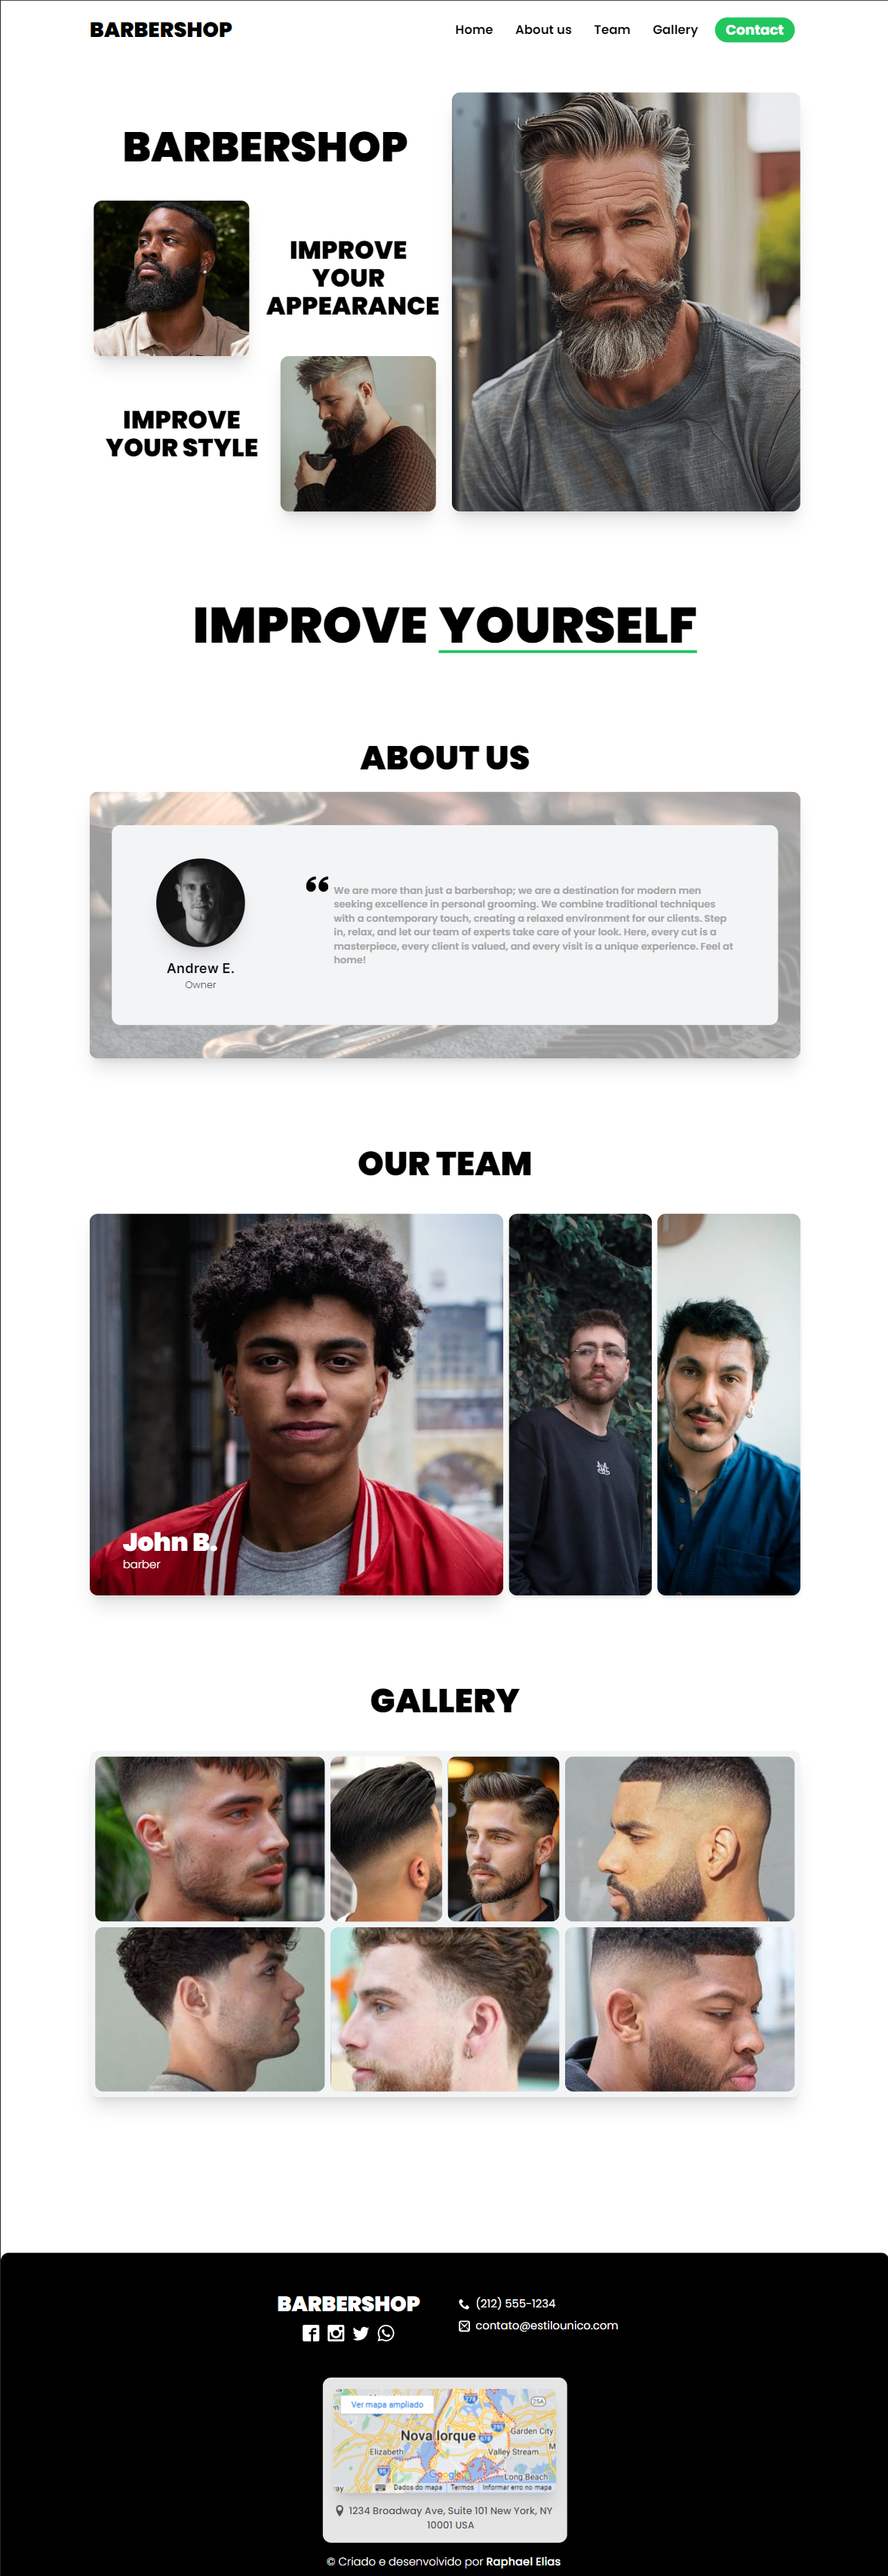 BARBERSHOP
Home About us Team Gallery Contact
BARBERSHOP
IMPROVE
YOUR
APPEARANCE
IMPROVE
YOUR STYLE
IMPROVE YOURSELF
ABOUT US
Andrew E.
Owner
“ We are more than just a barbershop; we are a destination for modern men
seeking excellence in personal grooming. We combine traditional techniques
with a contemporary touch, creating a relaxed environment for our clients. Step
in, relax, and let our team of experts take care of your look. Here, every cut is a
masterpiece, every client is valued, and every visit is a unique experience. Feel at
home!
OUR TEAM
John B.
barber
GALLERY
BARBERSHOP
(212) 555-1234
contato@estilounico.com
Ver mapa ampliado
278
25A
Nova Iorque
295
678
Garden City
Elizabeth
Valley Stream
95
Google
Long Beach
Dados do mapa Termos Informar erro no mapa
1234 Broadway Ave, Suite 101 New York, NY
10001 USA
© Criado e desenvolvido por Raphael Elias